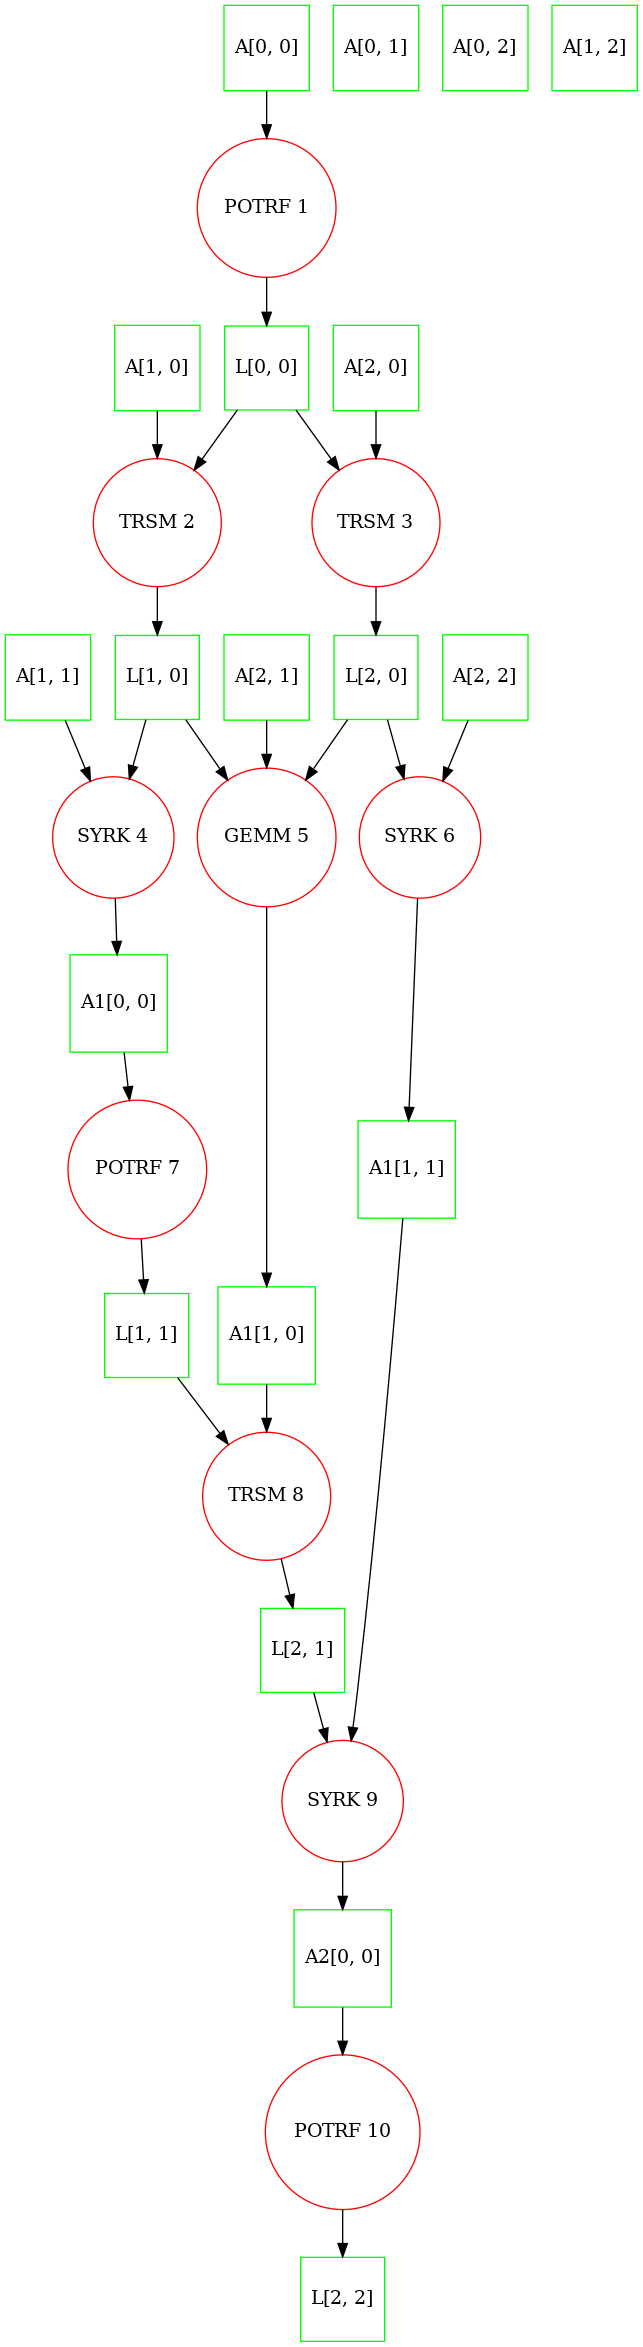 A[0, 0]
A[0, 1]
A[0, 2]
A[1, 2]
POTRF 1
A[1, 0]
L[0, 0]
A[2, 0]
TRSM 2
TRSM 3
A[1, 1]
L[1, 0]
A[2, 1]
L[2, 0]
A[2, 2]
SYRK 4
GEMM 5
SYRK 6
A1[0, 0]
POTRF 7
A1[1, 1]
L[1, 1]
A1[1, 0]
TRSM 8
L[2, 1]
SYRK 9
A2[0, 0]
POTRF 10
L[2, 2]